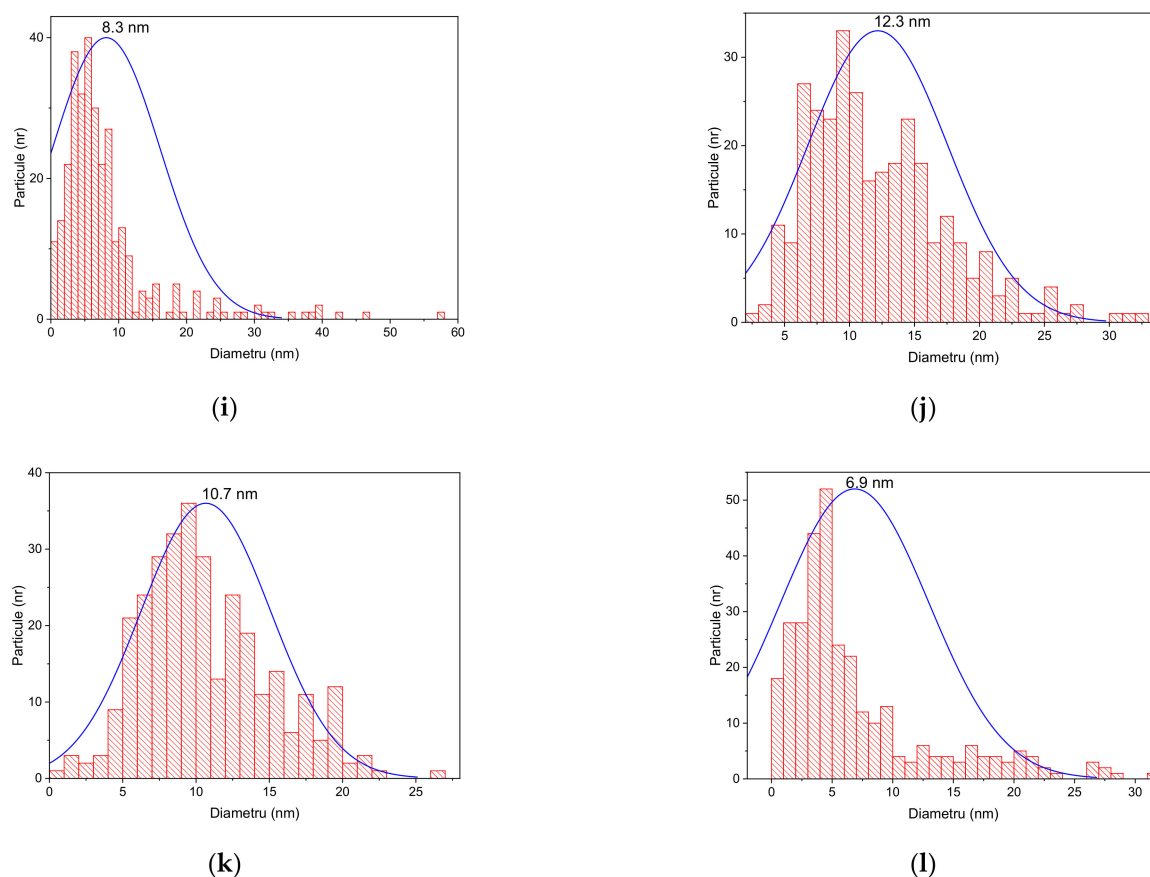 8.3 nm
40
20
0
Particule (nr)
0 10 20 30 40 50 60
Diametru (nm)
(i)
12.3 nm
30
20
10
0
Particule (nr)
5 10 15 20 25 30
Diametru (nm)
(j)
10.7 nm
40
30
20
10
0
Particule (nr)
0 5 10 15 20 25
Diametru (nm)
(k)
6.9 nm
50
40
30
20
10
0
Particule (nr)
0 5 10 15 20 25 30
Diametru (nm)
(l)